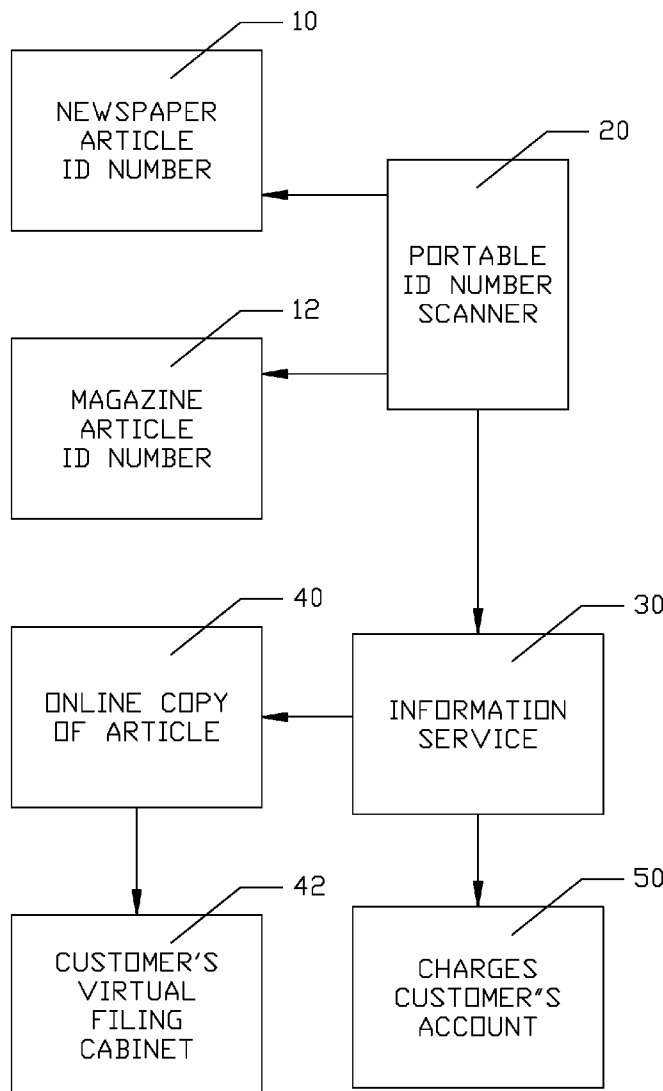 10
NEWSPAPER
ARTICLE
ID NUMBER
20
PORTABLE
ID NUMBER
SCANNER
12
MAGAZINE
ARTICLE
ID NUMBER
40
ONLINE COPY
OF ARTICLE
30
INFORMATION
SERVICE
42
CUSTOMER'S
VIRTUAL
FILING
CABINET
50
CHARGES
CUSTOMER"S
ACCOUNT